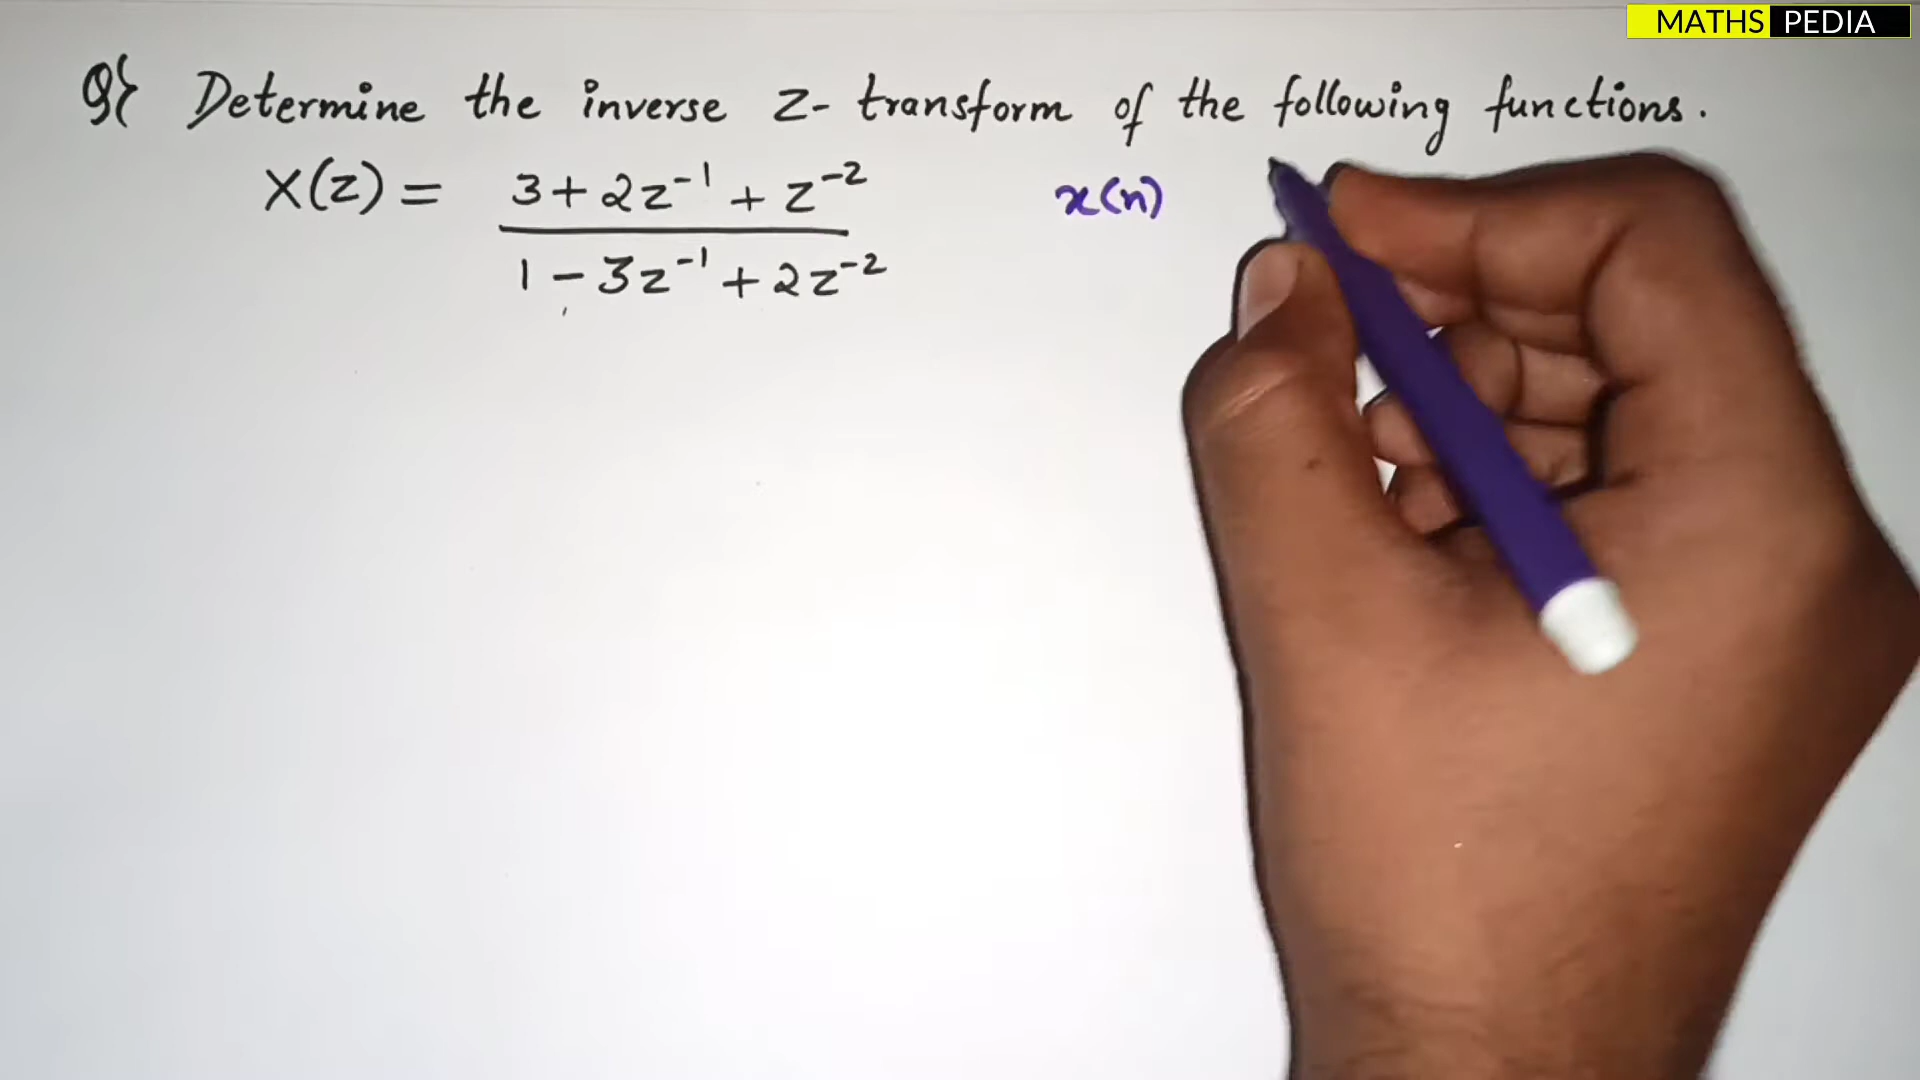 MATHS PEDIA
Q} Determine the inverse Z-transform of the following functions.
X(z) = 3+2z⁻¹+z⁻² x(n)
1-3z⁻¹+2z⁻²